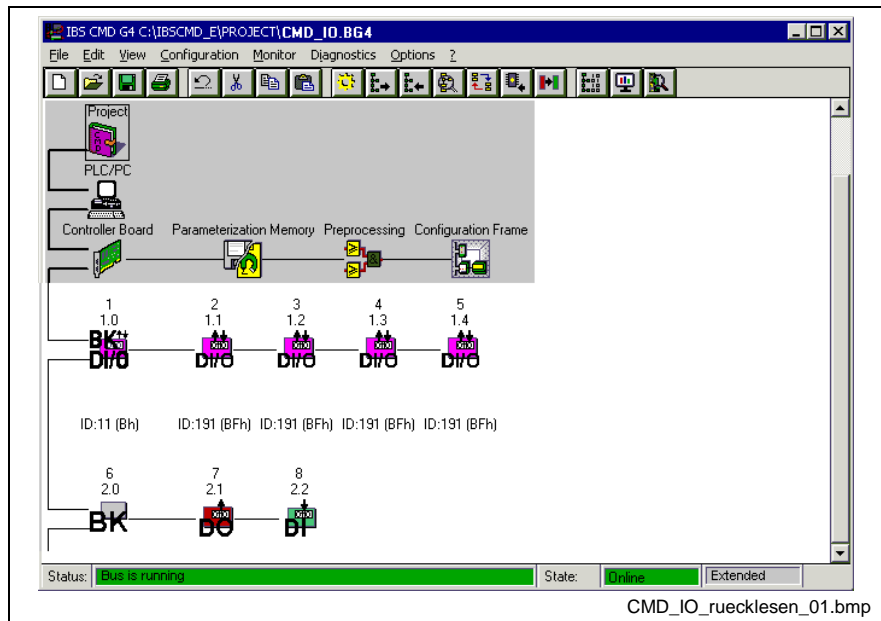 IBS CMD G4 C:\IBSCMD_E\PROJECT\CMD_IO.BG4
File Edit View Configuration Monitor Diagnostics Options ?
Project
CMD
PLC/PC
Controller Board Parameterization Memory Preprocessing Configuration Frame
≥ ≥ &
1 2 3 4 5
1.0 1.1 1.2 1.3 1.4
BK
DI/O DI/O DI/O DI/O DI/O
ID:11 (Bh) ID:191 (BFh) ID:191 (BFh) ID:191 (BFh) ID:191 (BFh)
6 7 8
2.0 2.1 2.2
BK DO DI
Status: Bus is running State: Online Extended
CMD_IO_ruecklesen_01.bmp